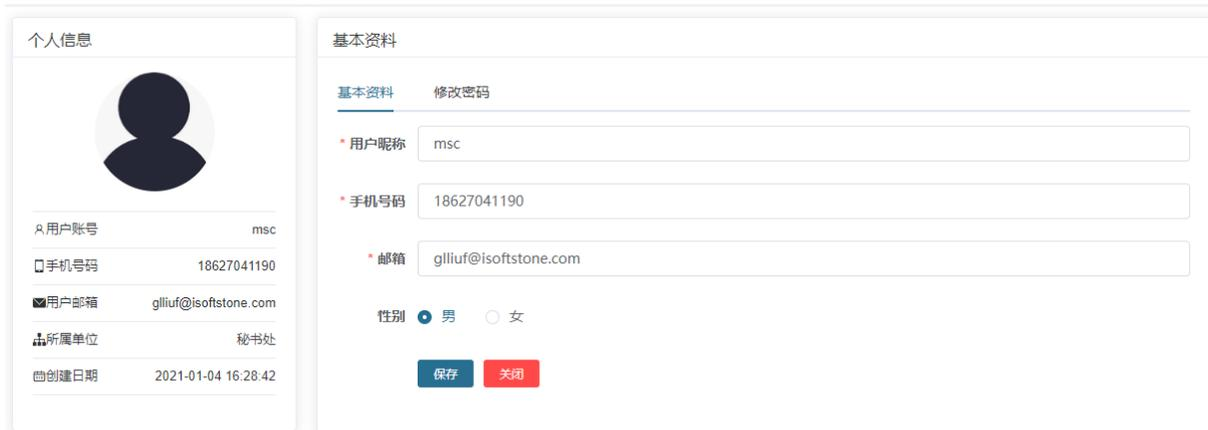 个人信息
用户账号 msc
手机号码 18627041190
用户邮箱 glliuf@isoftstone.com
所属单位 秘书处
创建日期 2021-01-04 16:28:42
基本资料
基本资料 修改密码
* 用户昵称 msc
* 手机号码 18627041190
* 邮箱 glliuf@isoftstone.com
性别 男 女
保存 关闭